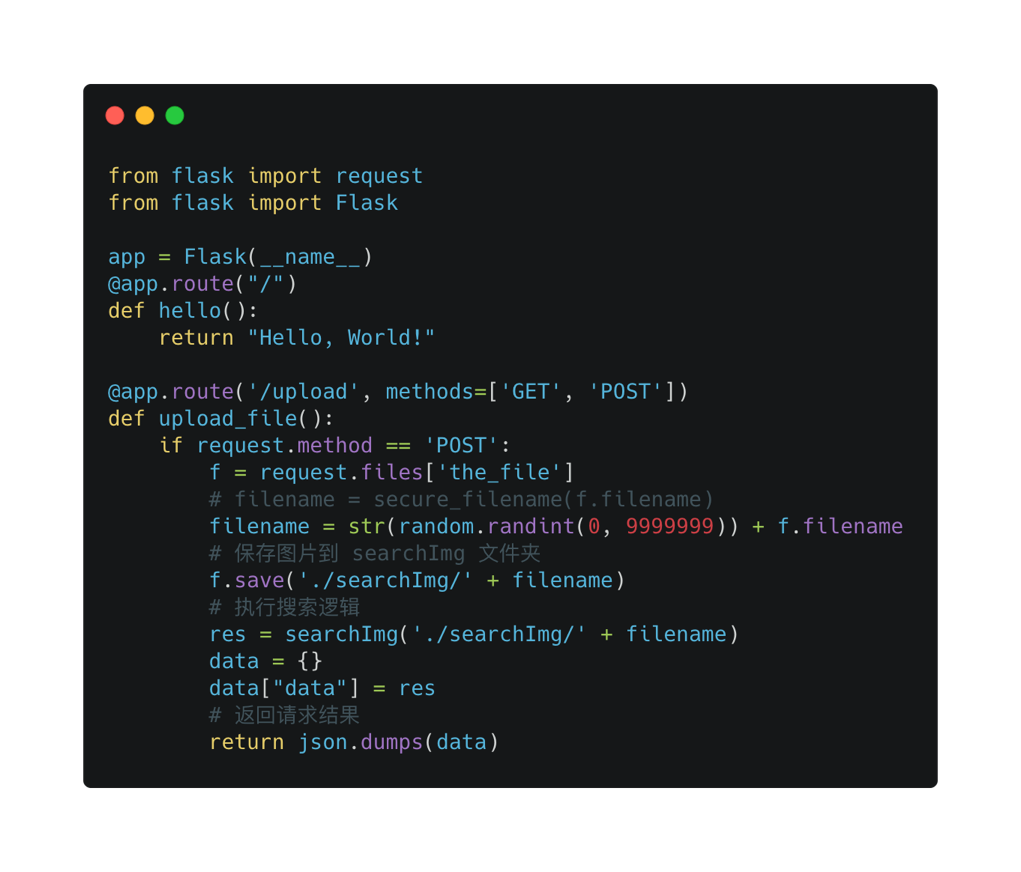 from flask import request
from flask import Flask

app = Flask(__name__)
@app.route("/")
def hello():
    return "Hello, World!"

@app.route('/upload', methods=['GET', 'POST'])
def upload_file():
    if request.method == 'POST':
        f = request.files['the_file']
        # filename = secure_filename(f.filename)
        filename = str(random.randint(0, 9999999)) + f.filename
        # 保存图片到 searchImg 文件夹
        f.save('./searchImg/' + filename)
        # 执行搜索逻辑
        res = searchImg('./searchImg/' + filename)
        data = {}
        data["data"] = res
        # 返回请求结果
        return json.dumps(data)